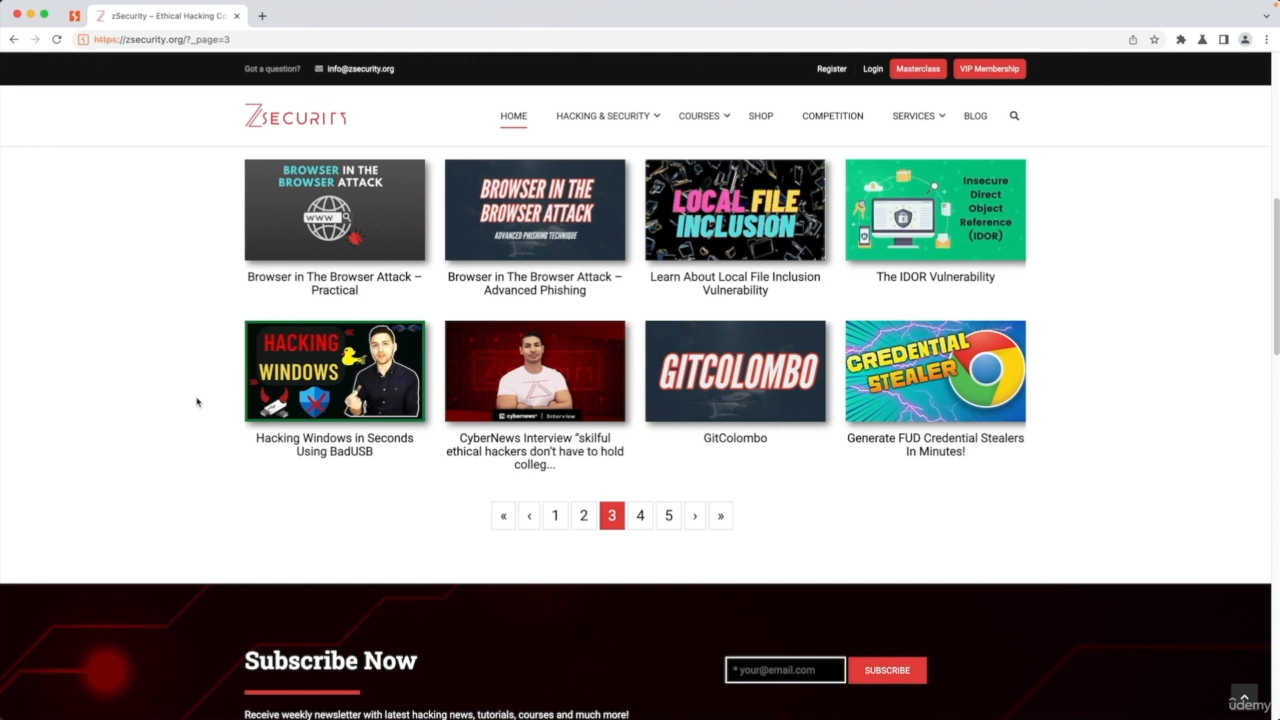 zSecurity – Ethical Hacking Co
https://zsecurity.org/?_page=3
Got a question?
info@zsecurity.org
Register
Login
Masterclass
VIP Membership
ZSECURITY
HOME
HACKING & SECURITY
COURSES
SHOP
COMPETITION
SERVICES
BLOG
BROWSER IN THE
BROWSER ATTACK
WWW
BROWSER IN THE
BROWSER ATTACK
ADVANCED PHISHING TECHNIQUE
LOCAL FILE
INCLUSION
Insecure
Direct
Object
Reference
(IDOR)
Browser in The Browser Attack –
Practical
Browser in The Browser Attack –
Advanced Phishing
Learn About Local File Inclusion
Vulnerability
The IDOR Vulnerability
HACKING
WINDOWS
cybernews® | Interview
GITCOLOMBO
CREDENTIAL
STEALER
Hacking Windows in Seconds
Using BadUSB
CyberNews Interview “skilful
ethical hackers don’t have to hold
colleg...
GitColombo
Generate FUD Credential Stealers
In Minutes!
« ‹ 1 2 3 4 5 › »
Subscribe Now
* your@email.com
SUBSCRIBE
Receive weekly newsletter with latest hacking news, tutorials, courses and much more!
udemy